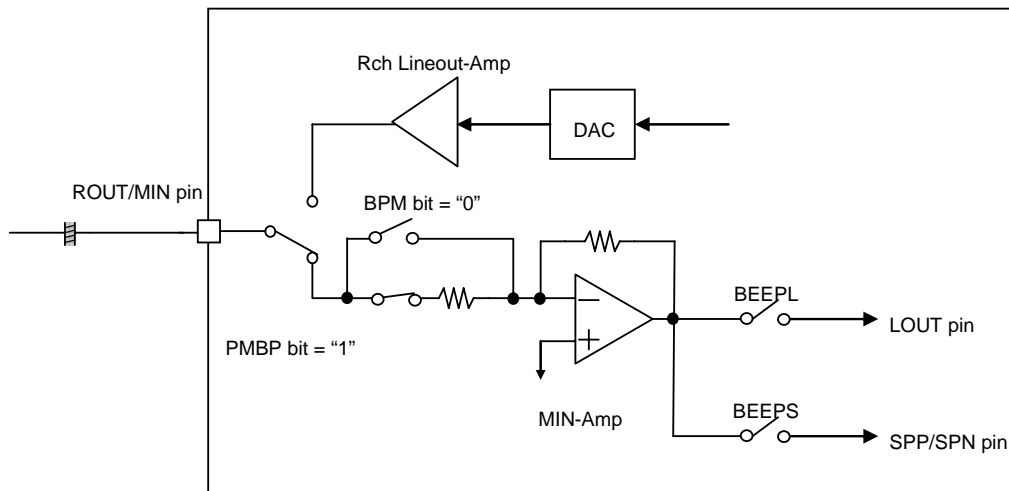 Rch Lineout-Amp
DAC
ROUT/MIN pin
BPM bit = “0”
BEEPL
LOUT pin
PMBP bit = “1”
MIN-Amp
BEEPS
SPP/SPN pin